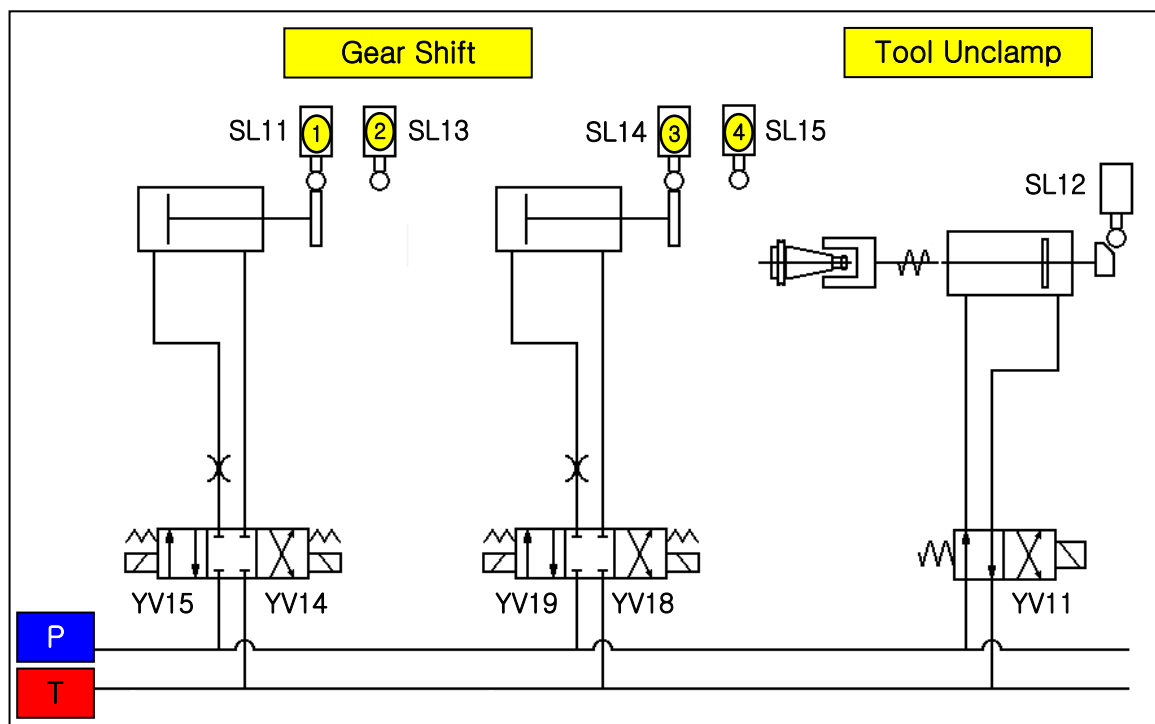 Gear Shift
Tool Unclamp
SL11
1
2
SL13
SL14
3
4
SL15
SL12
YV15
YV14
YV19
YV18
YV11
P
T